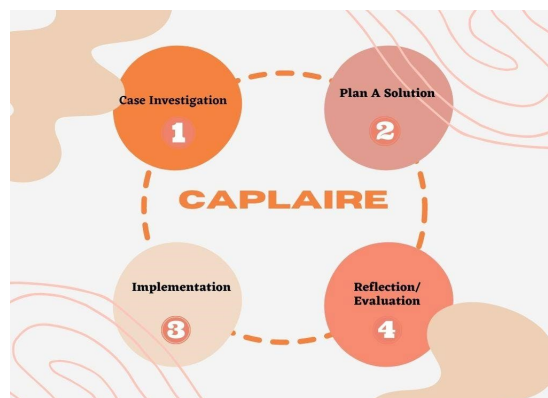 Case Investigation
1
Plan A Solution
2
CAPLAIRE
Implementation
3
Reflection/
Evaluation
4